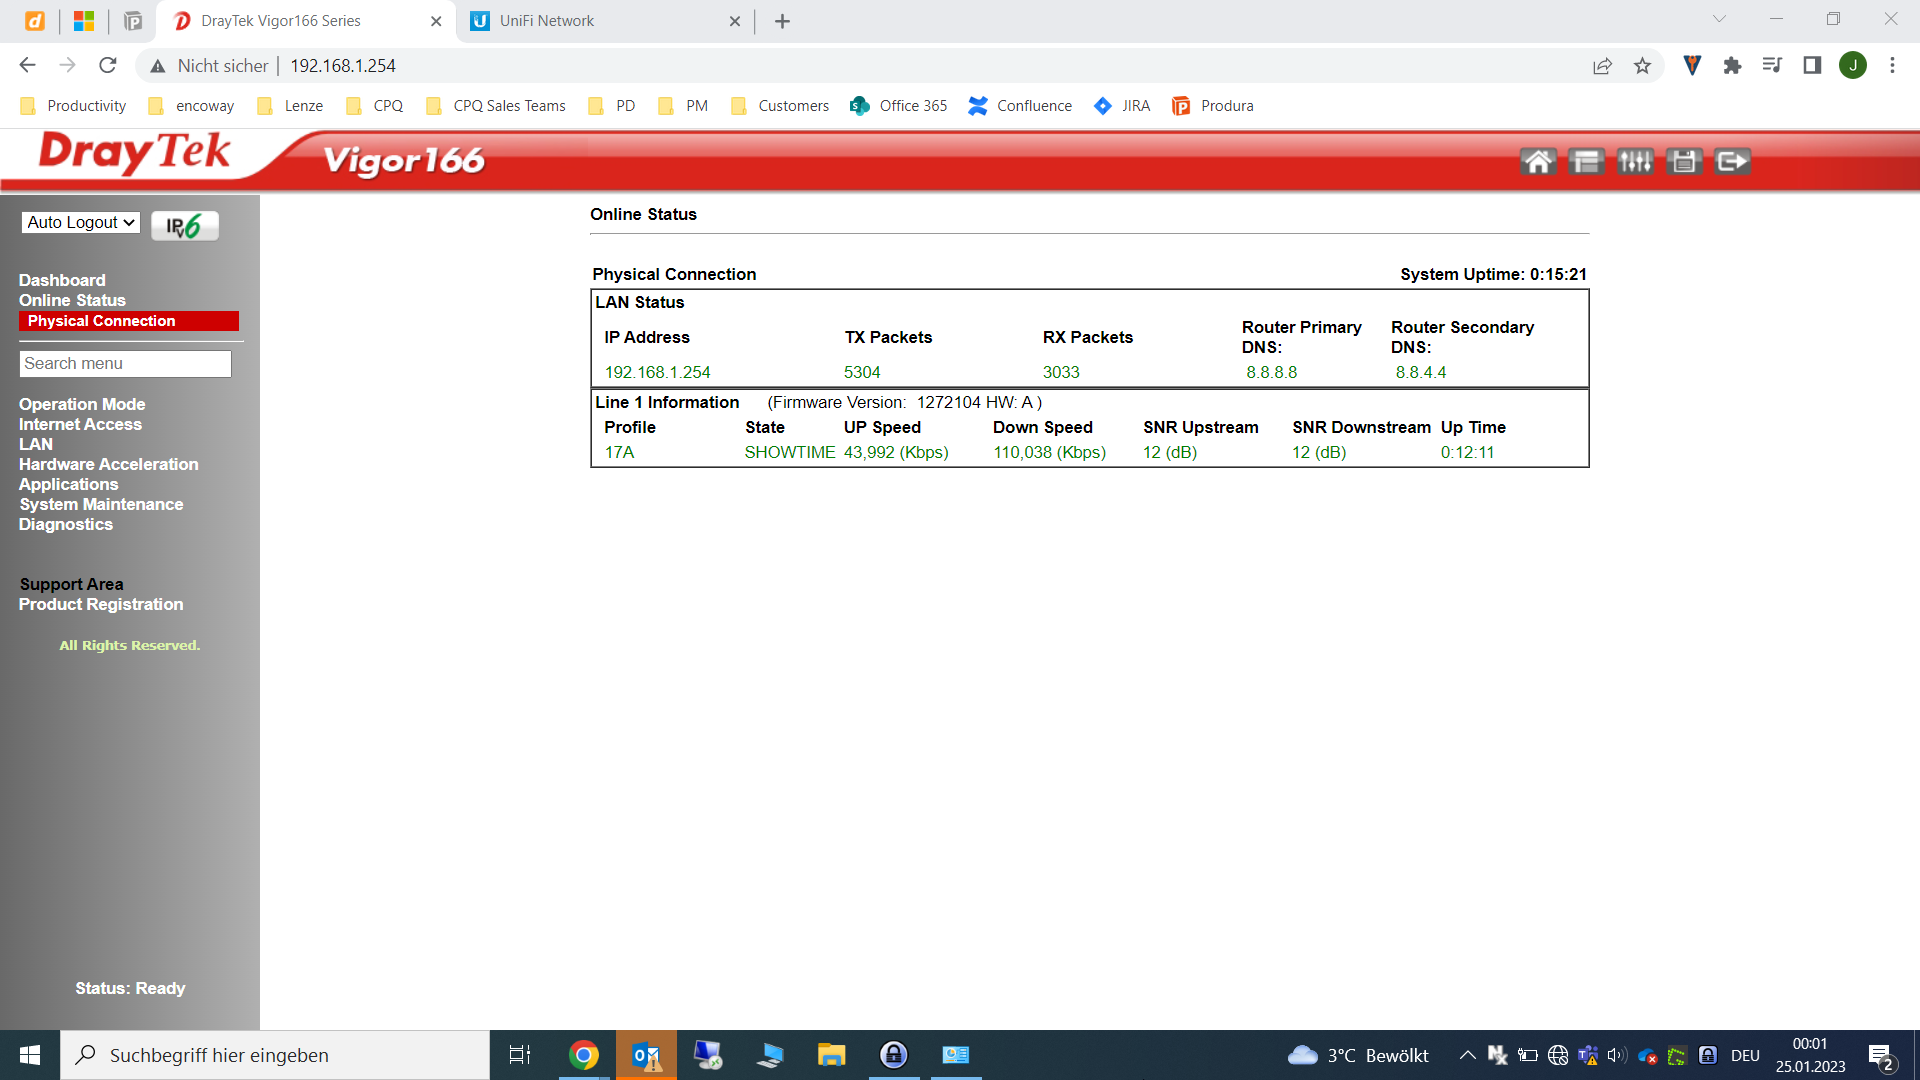 DrayTek Vigor166 Series
UniFi Network
Nicht sicher | 192.168.1.254
J
Productivity encoway Lenze CPQ CPQ Sales Teams PD PM Customers Office 365 Confluence JIRA Produra
DrayTek Vigor166
Auto Logout IPv6
Dashboard
Online Status
Physical Connection
Search menu
Operation Mode
Internet Access
LAN
Hardware Acceleration
Applications
System Maintenance
Diagnostics
Support Area
Product Registration
All Rights Reserved.
Status: Ready
Online Status
Physical Connection System Uptime: 0:15:21
LAN Status
IP Address TX Packets RX Packets Router Primary DNS: Router Secondary DNS:
192.168.1.254 5304 3033 8.8.8.8 8.8.4.4
Line 1 Information (Firmware Version: 1272104 HW: A )
Profile State UP Speed Down Speed SNR Upstream SNR Downstream Up Time
17A SHOWTIME 43,992 (Kbps) 110,038 (Kbps) 12 (dB) 12 (dB) 0:12:11
Suchbegriff hier eingeben
3°C Bewölkt
DEU
00:01
25.01.2023
2